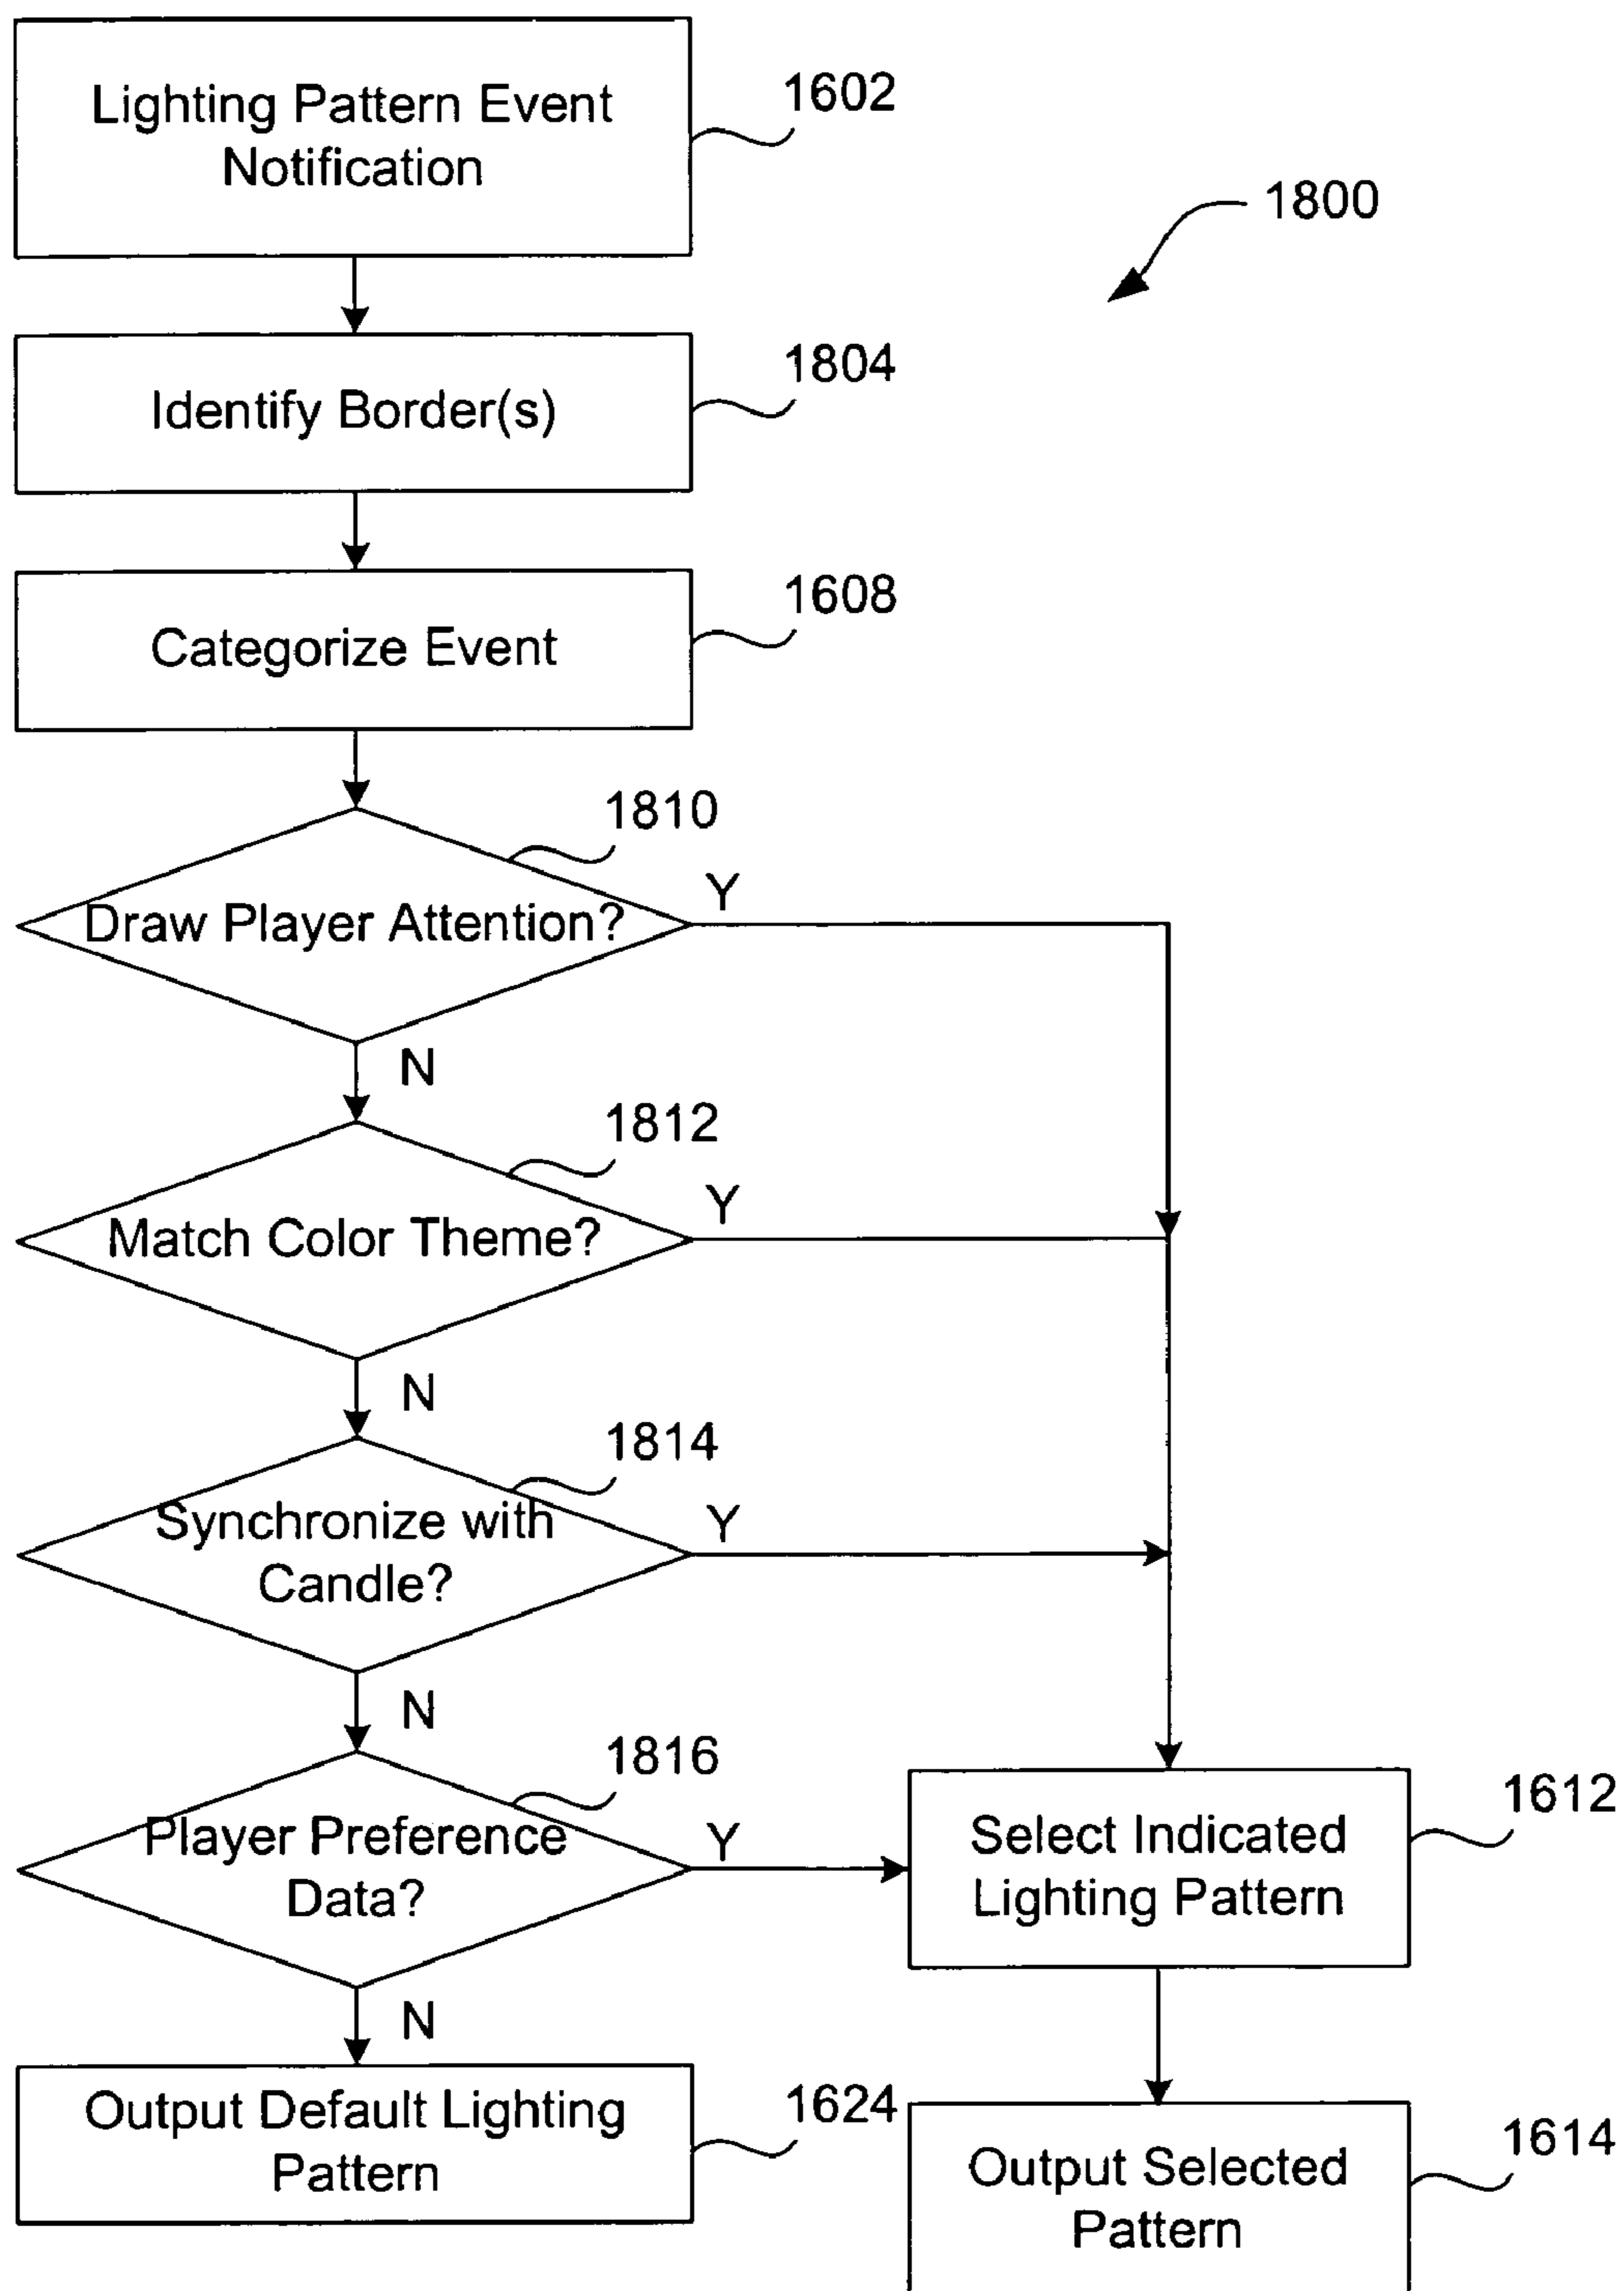 Lighting Pattern Event
Notification
1602
1800
Identify Border(s)
1804
Categorize Event
1608
1810
Draw Player Attention?
Y
N
1812
Match Color Theme?
Y
N
1814
Synchronize with
Candle?
Y
N
1816
Player Preference
Data?
Y
N
Select Indicated
Lighting Pattern
1612
Output Default Lighting
Pattern
1624
Output Selected
Pattern
1614